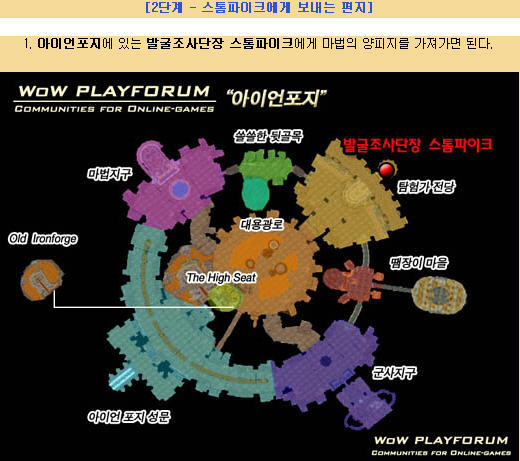 [2단계 - 스톰파이크에게 보내는 편지]
1. 아이언포지에 있는 발굴조사단장 스톰파이크에게 마법의 양피지를 가져가면 된다.
WoW PLAYFORUM
COMMUNITIES FOR ONLINE-GAMES
"아이언포지"
쓸쓸한 뒷골목
발굴조사단장 스톰파이크
마법지구
탐험가 전당
대용광로
Old Ironforge
The High Seat
땜장이 마을
군사지구
아이언 포지 성문
WoW PLAYFORUM
COMMUNITIES FOR ONLINE-GAMES